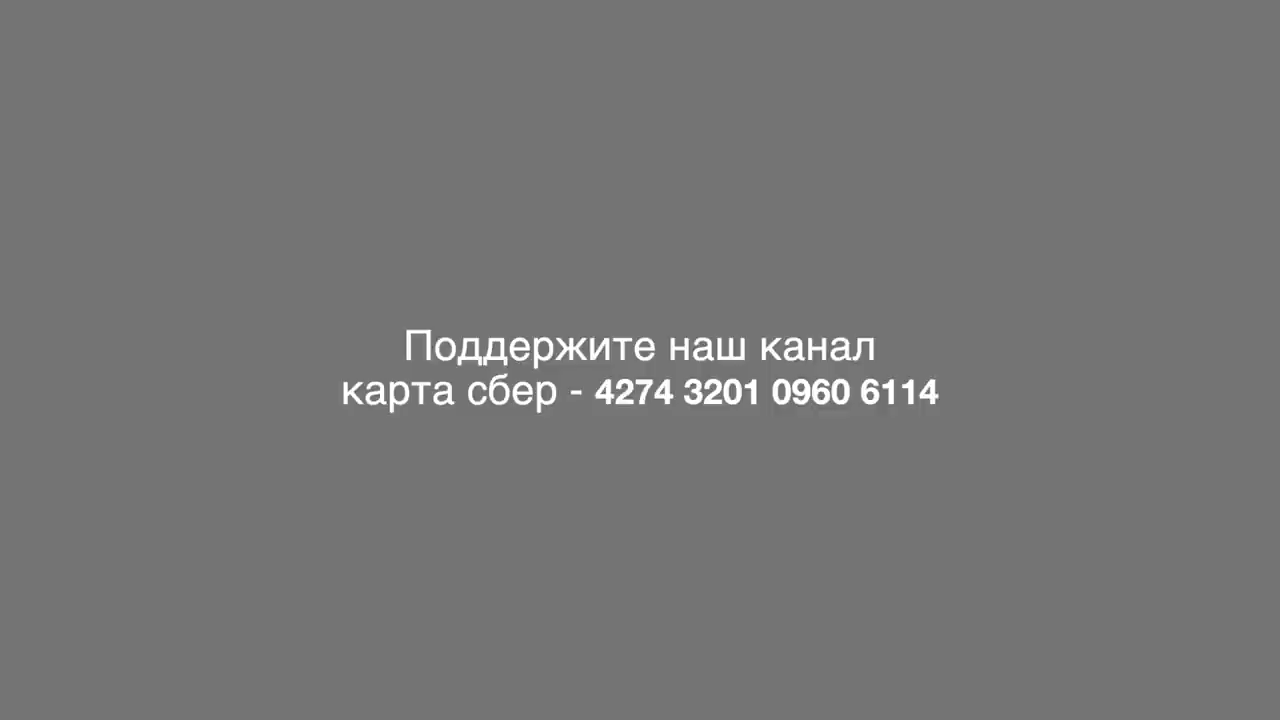 Поддержите наш канал
карта сбер - 4274 3201 0960 6114